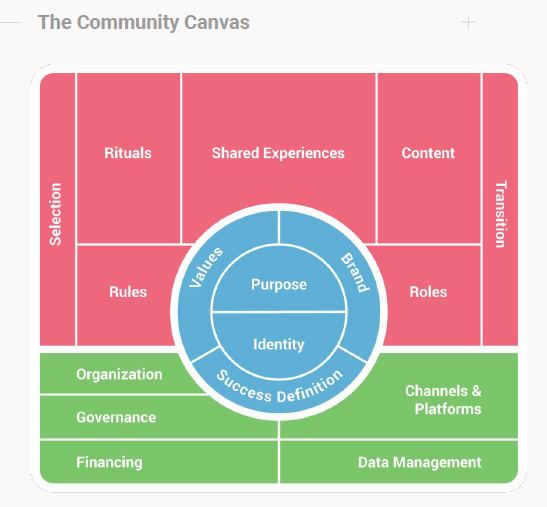 The Community Canvas
Selection
Rituals
Shared Experiences
Content
Transition
Rules
Values
Brand
Roles
Purpose
Identity
Success Definition
Organization
Governance
Financing
Channels &
Platforms
Data Management